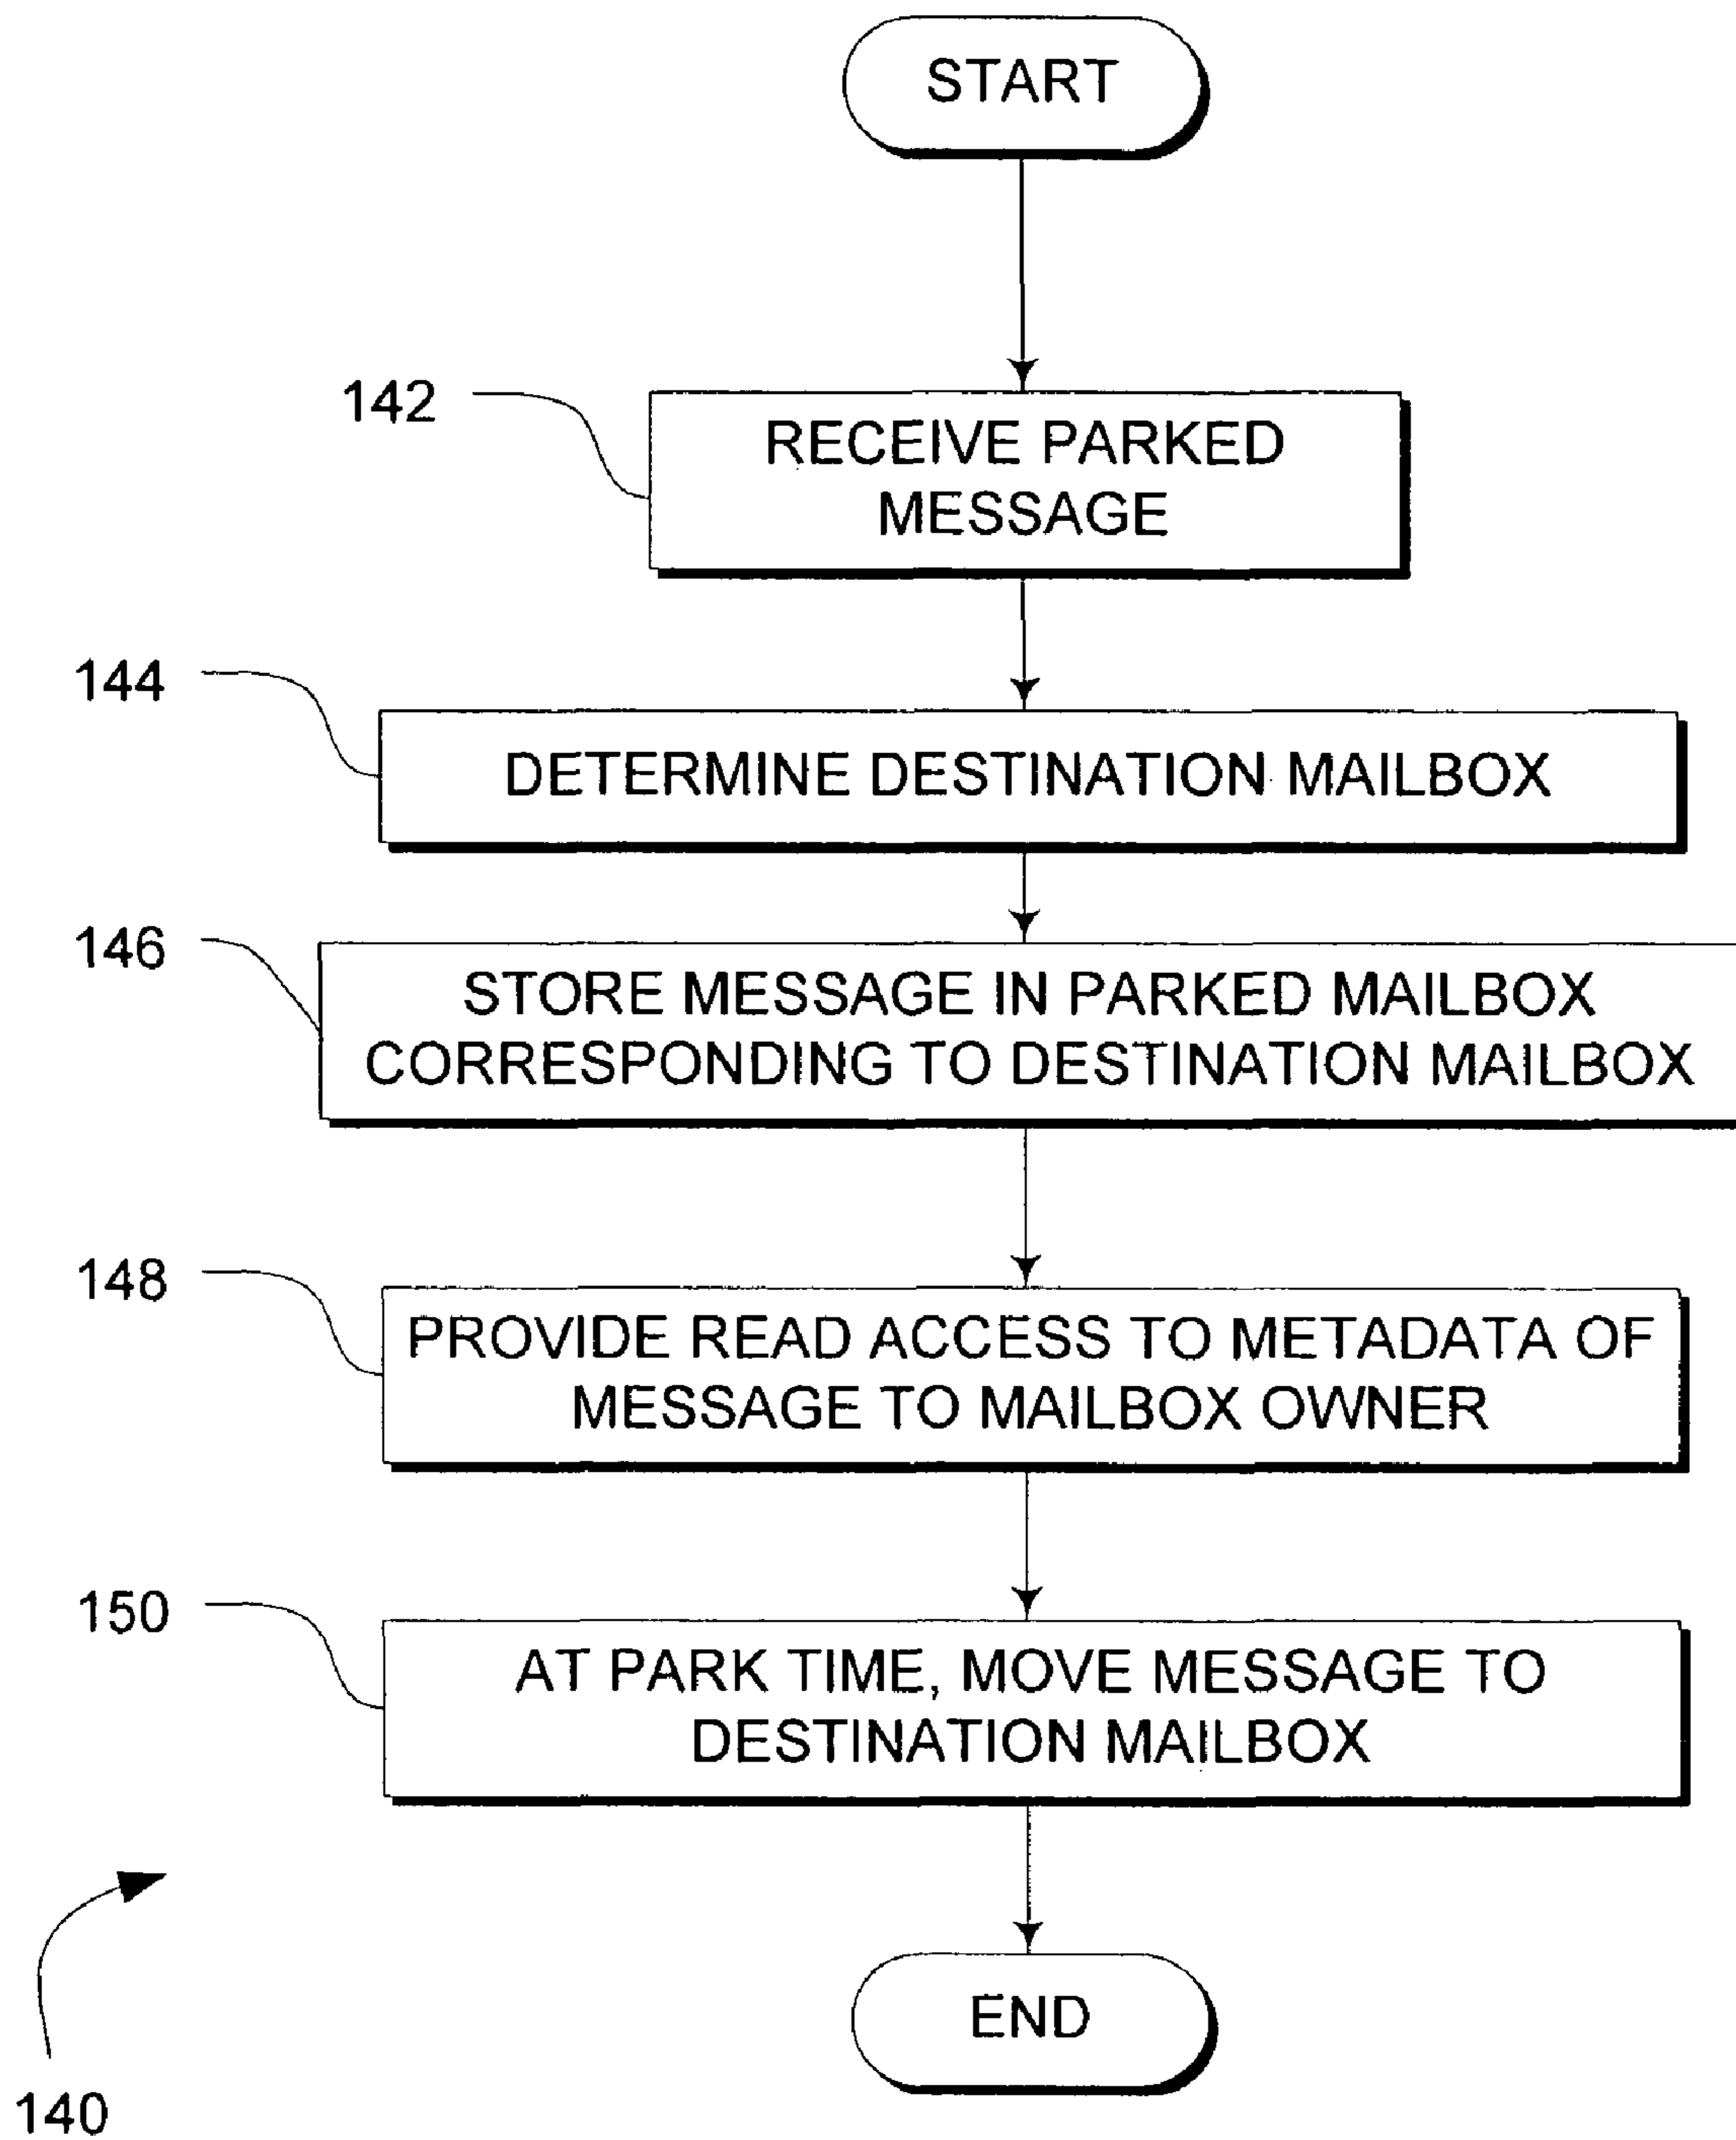 START
142
RECEIVE PARKED
MESSAGE
144
DETERMINE DESTINATION MAILBOX
146
STORE MESSAGE IN PARKED MAILBOX
CORRESPONDING TO DESTINATION MAILBOX
148
PROVIDE READ ACCESS TO METADATA OF
MESSAGE TO MAILBOX OWNER
150
AT PARK TIME, MOVE MESSAGE TO
DESTINATION MAILBOX
END
140